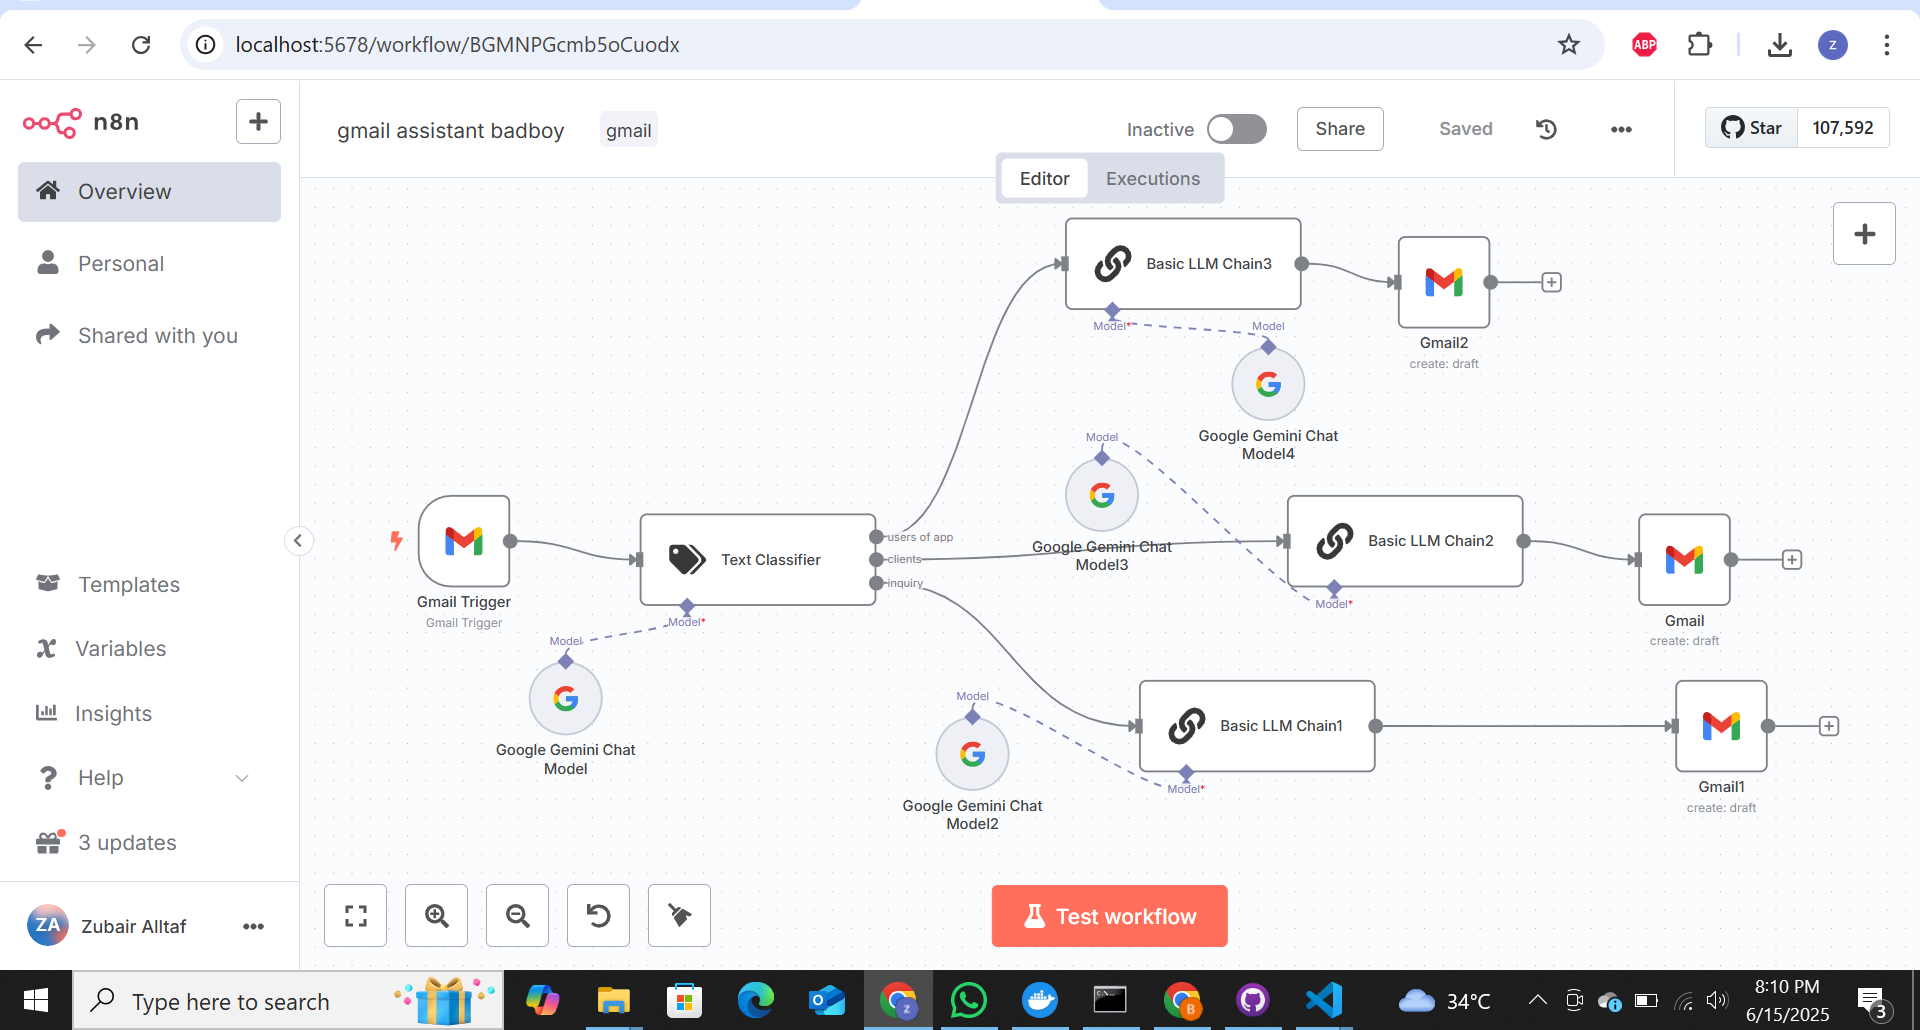 localhost:5678/workflow/BGMNPGcmb5oCuodx
ABP
Z
n8n
gmail assistant badboy
gmail
Inactive
Share
Saved
Star
107,592
Editor
Executions
Overview
Personal
Shared with you
Templates
Variables
Insights
Help
3 updates
ZA
Zubair Alltaf
Basic LLM Chain3
Model*
Model
Gmail2
create: draft
Google Gemini Chat
Model4
Model
Google Gemini Chat
Model3
Basic LLM Chain2
Model*
Gmail
create: draft
Gmail Trigger
Gmail Trigger
Text Classifier
users of app
clients
inquiry
Model*
Model
Google Gemini Chat
Model
Model
Google Gemini Chat
Model2
Basic LLM Chain1
Model*
Gmail1
create: draft
Test workflow
Type here to search
34°C
8:10 PM
6/15/2025
3